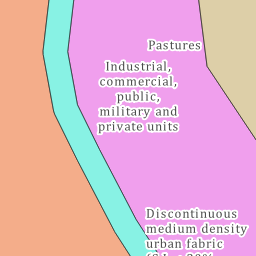 Pastures
Industrial,
commercial,
public,
military and
private units
Discontinuous
medium density
urban fabric